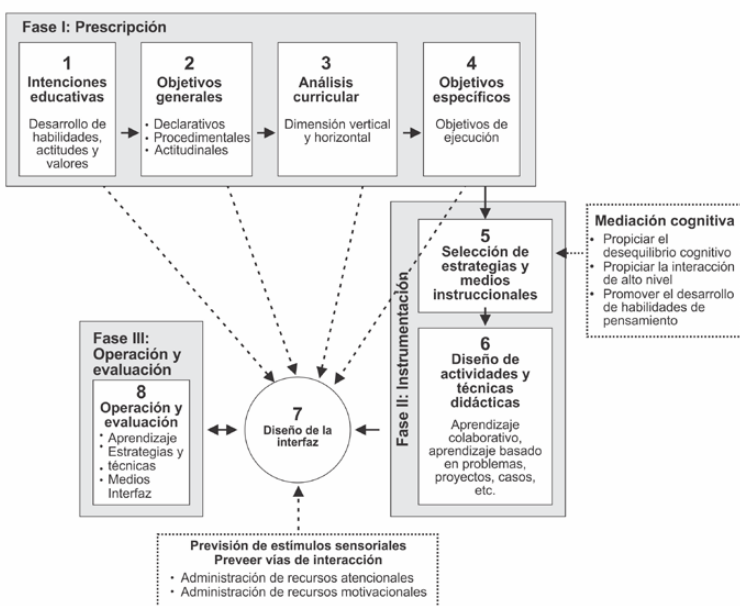 Fase I: Prescripción
1
Intenciones
educativas
Desarrollo de
habilidades,
actitudes y
valores
2
Objetivos
generales
• Declarativos
• Procedimentales
• Actitudinales
3
Análisis
curricular
Dimensión vertical
y horizontal
4
Objetivos
específicos
Objetivos de
ejecución
Fase II: Instrumentación
5
Selección de
estrategias y
medios
instruccionales
Mediación cognitiva
• Propiciar el
desequilibrio cognitivo
• Propiciar la interacción
de alto nivel
• Promover el desarrollo
de habilidades de
pensamiento
6
Diseño de
actividades y
técnicas
didácticas
Aprendizaje
colaborativo,
aprendizaje basado
en problemas,
proyectos, casos,
etc.
7
Diseño de la
interfaz
Fase III:
Operación y
evaluación
8
Operación y
evaluación
• Aprendizaje
• Estrategias y
• técnicas
• Medios
Interfaz
Previsión de estímulos sensoriales
Preveer vías de interacción
• Administración de recursos atencionales
• Administración de recursos motivacionales